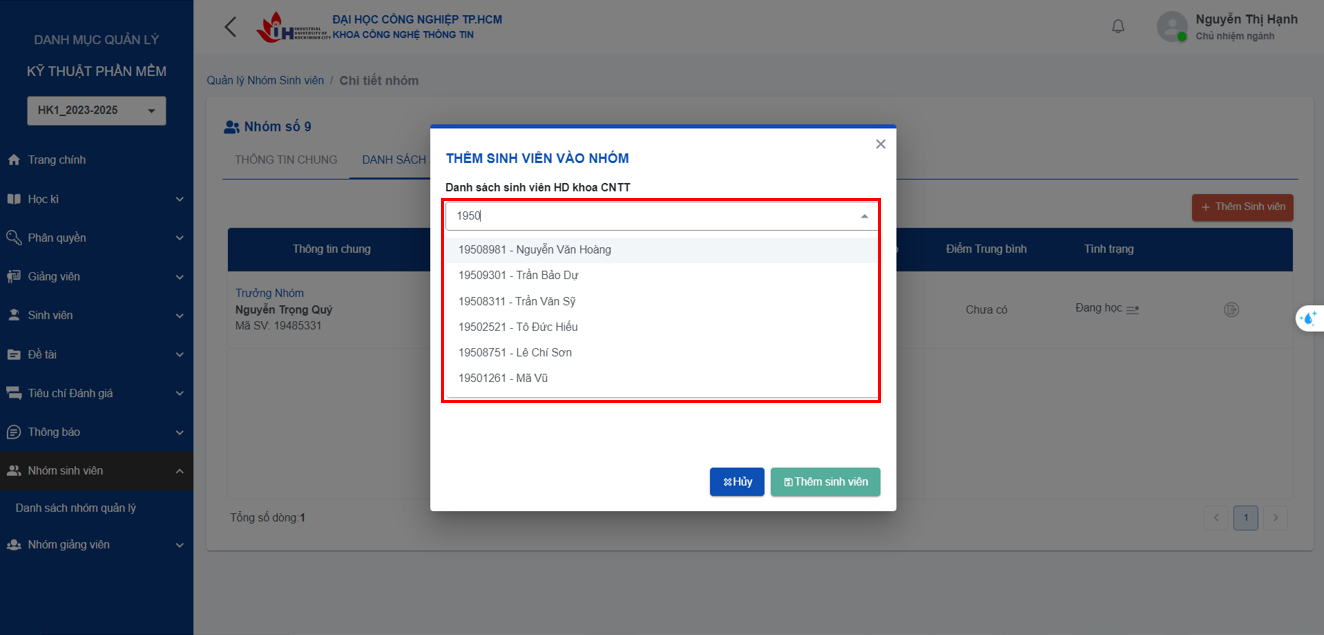 DANH MỤC QUẢN LÝ
KỸ THUẬT PHẦN MỀM
HK1_2023-2025
Trang chính
Học kì
Phân quyền
Giảng viên
Sinh viên
Đề tài
Tiêu chí Đánh giá
Thông báo
Nhóm sinh viên
Danh sách nhóm quản lý
Nhóm giảng viên
IUH
ĐẠI HỌC CÔNG NGHIỆP TP.HCM
KHOA CÔNG NGHỆ THÔNG TIN
Nguyễn Thị Hạnh
Chủ nhiệm ngành
Quản lý Nhóm Sinh viên / Chi tiết nhóm
Nhóm số 9
THÔNG TIN CHUNG DANH SÁCH
+ Thêm Sinh viên
Thông tin chung Điểm Trung bình Tình trạng
Trưởng Nhóm
Nguyễn Trọng Quý
Mã SV: 19485331
Chưa có Đang học
Tổng số dòng:1
1
THÊM SINH VIÊN VÀO NHÓM
Danh sách sinh viên HD khoa CNTT
1950
19508981 - Nguyễn Văn Hoàng
19509301 - Trần Bảo Dự
19508311 - Trần Văn Sỹ
19502521 - Tô Đức Hiếu
19508751 - Lê Chí Sơn
19501261 - Mã Vũ
Hủy
Thêm sinh viên